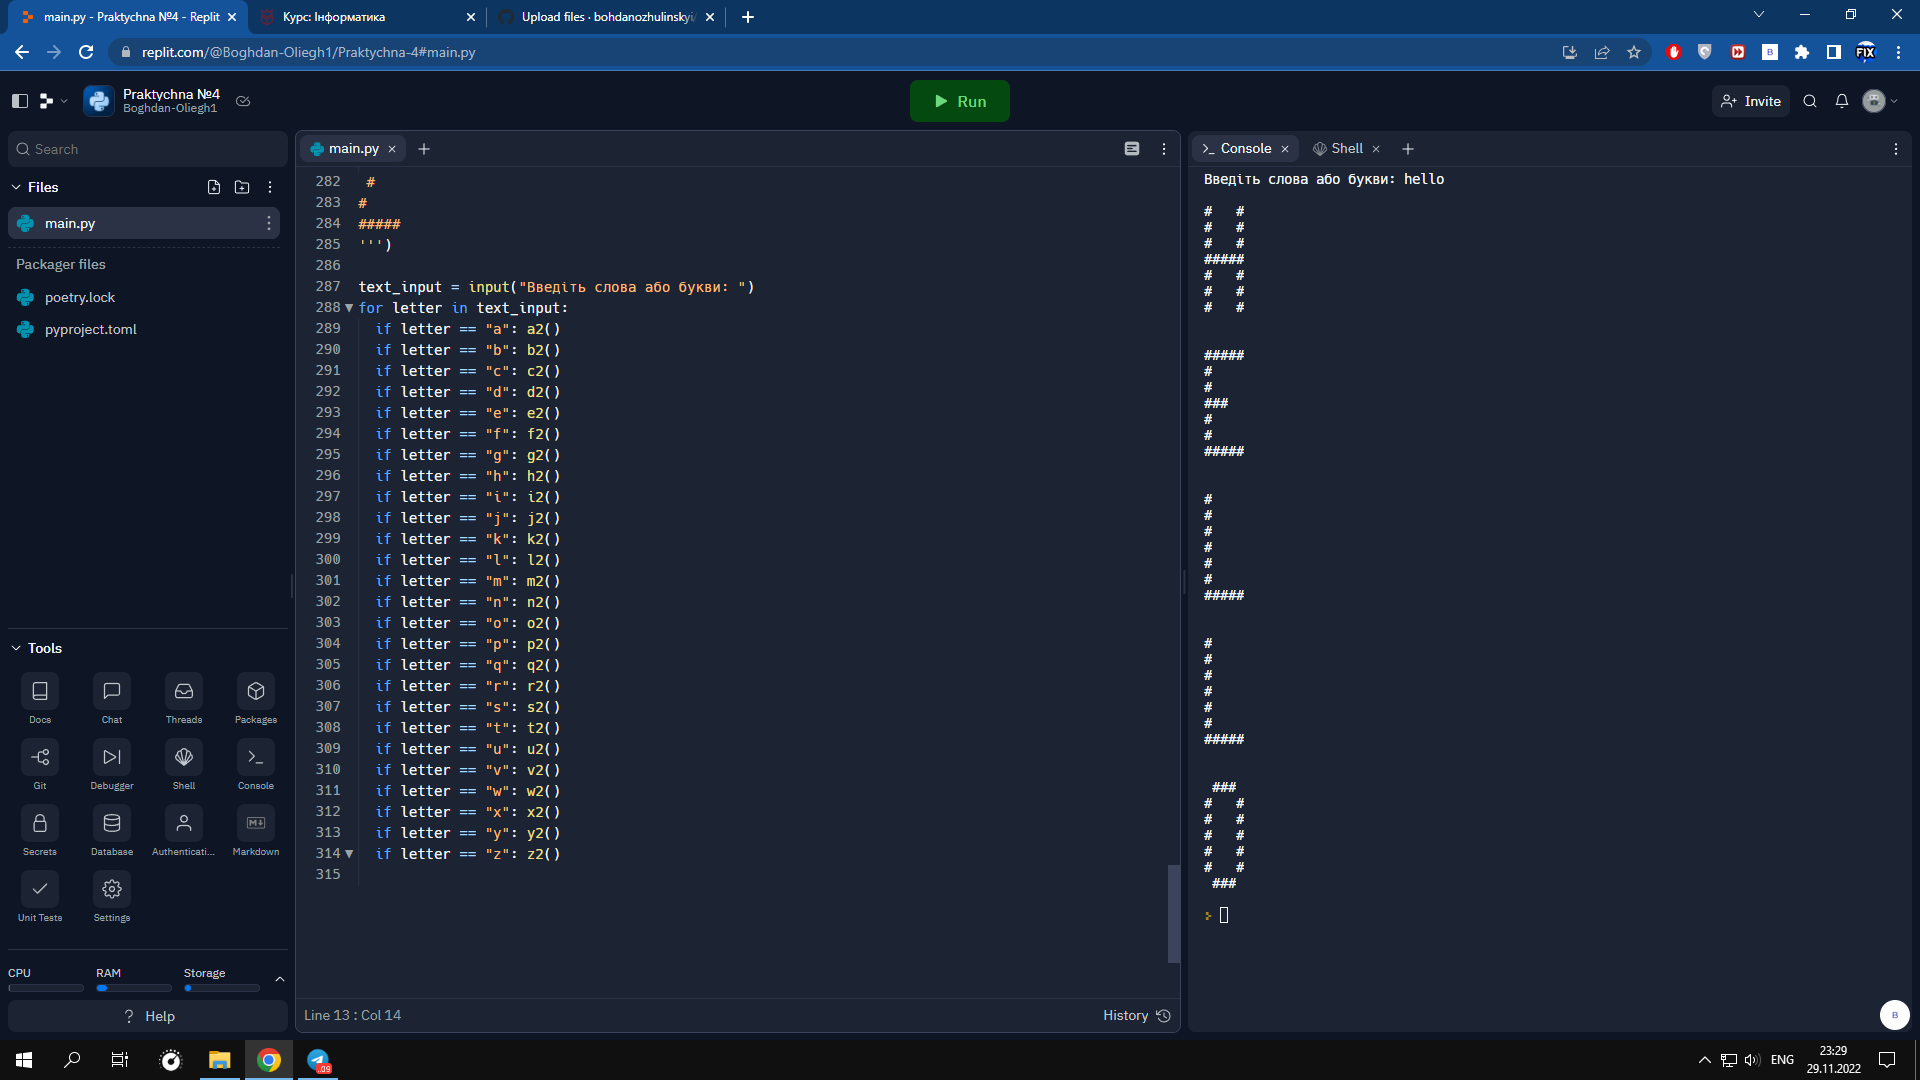 main.py - Praktychna №4 - Replit
Курс: Інформатика
Upload files · bohdanozhulinskyi
replit.com/@Boghdan-Oliegh1/Praktychna-4#main.py
Praktychna №4
Boghdan-Oliegh1
Run
Invite
Search
Files
main.py
Packager files
poetry.lock
pyproject.toml
Tools
Docs
Chat
Threads
Packages
Git
Debugger
Shell
Console
Secrets
Database
Authenticati...
Markdown
Unit Tests
Settings
CPU
RAM
Storage
? Help
main.py
282  #
283 #
284 #####
285 ''')
286
287 text_input = input("Введіть слова або букви: ")
288 for letter in text_input:
289   if letter == "a": a2()
290   if letter == "b": b2()
291   if letter == "c": c2()
292   if letter == "d": d2()
293   if letter == "e": e2()
294   if letter == "f": f2()
295   if letter == "g": g2()
296   if letter == "h": h2()
297   if letter == "i": i2()
298   if letter == "j": j2()
299   if letter == "k": k2()
300   if letter == "l": l2()
301   if letter == "m": m2()
302   if letter == "n": n2()
303   if letter == "o": o2()
304   if letter == "p": p2()
305   if letter == "q": q2()
306   if letter == "r": r2()
307   if letter == "s": s2()
308   if letter == "t": t2()
309   if letter == "u": u2()
310   if letter == "v": v2()
311   if letter == "w": w2()
312   if letter == "x": x2()
313   if letter == "y": y2()
314   if letter == "z": z2()
315
Line 13 : Col 14
History
Console
Shell
Введіть слова або букви: hello
#   #
#   #
#   #
#####
#   #
#   #
#   #
#####
#
#
###
#
#
#####
#
#
#
#
#
#
#####
#
#
#
#
#
#
#####
 ###
#   #
#   #
#   #
#   #
#   #
 ###
B
FIX
B
.09
ENG
23:29
29.11.2022